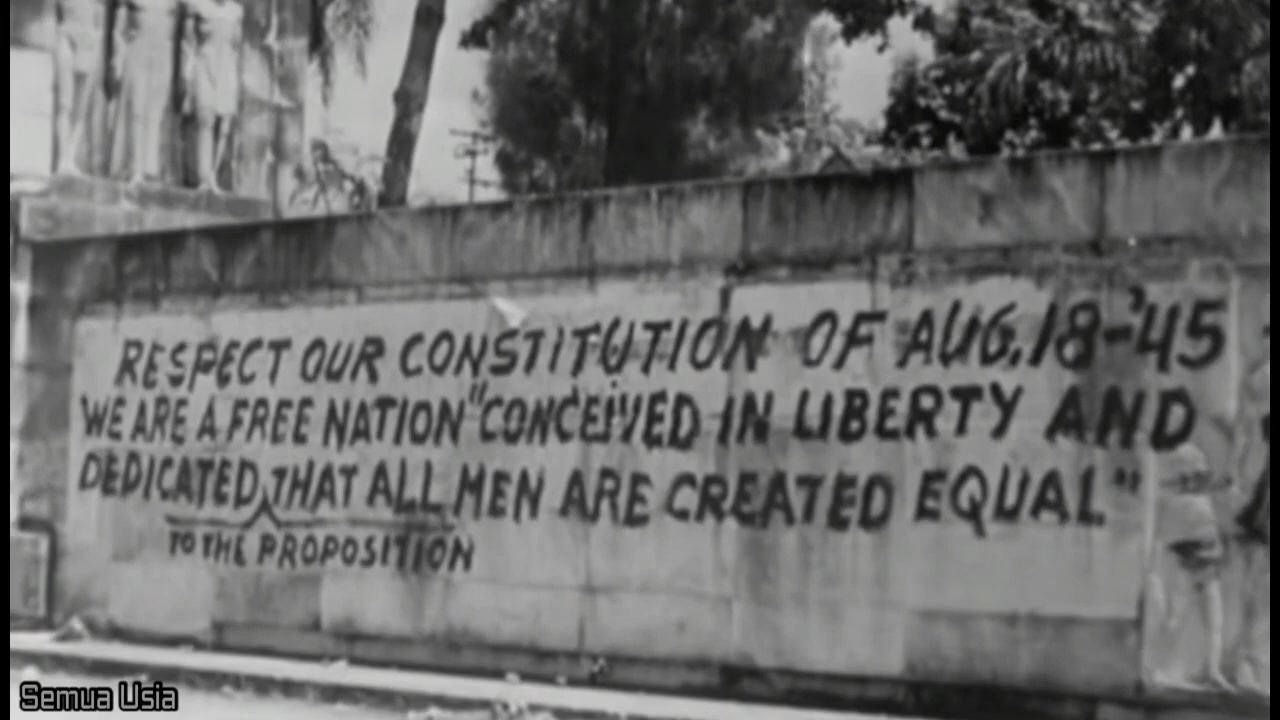 RESPECT OUR CONSTITUTION OF AUG. 18-'45
WE ARE A FREE NATION "CONCEIVED IN LIBERTY AND
DEDICATED THAT ALL MEN ARE CREATED EQUAL"
TO THE PROPOSITION
Semua Usia